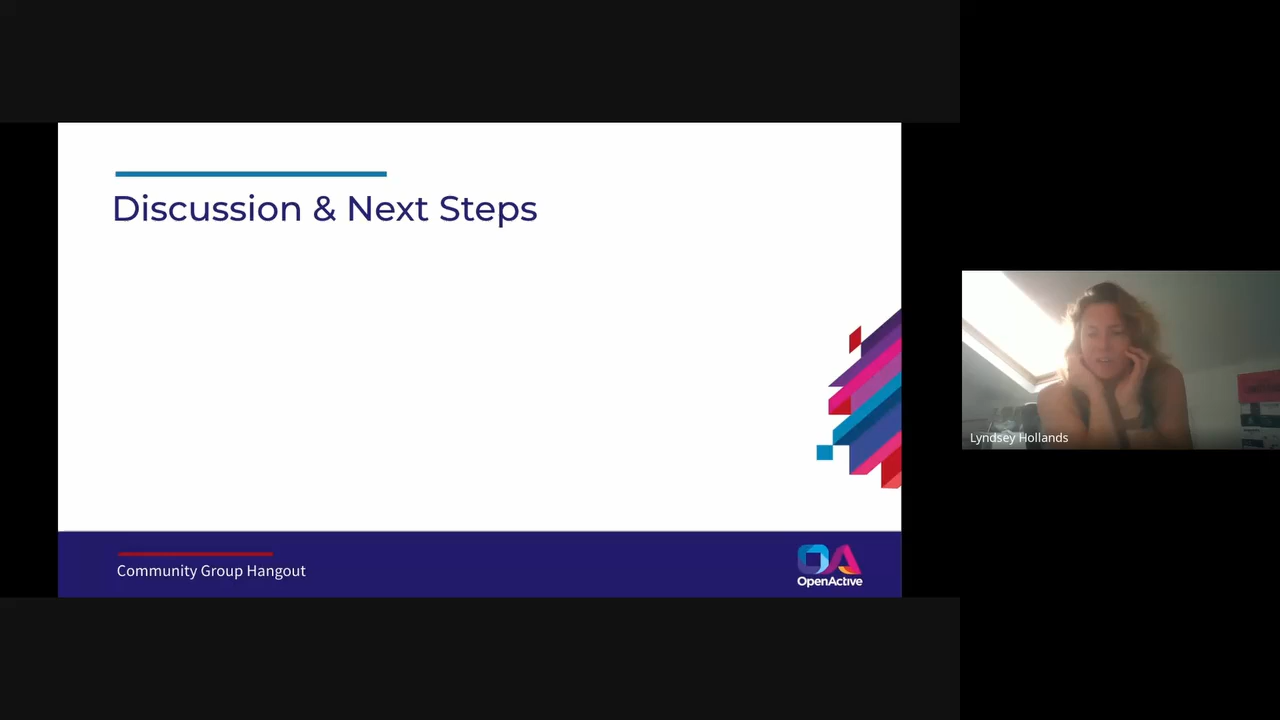 Discussion & Next Steps
Community Group Hangout
OpenActive
Lyndsey Hollands